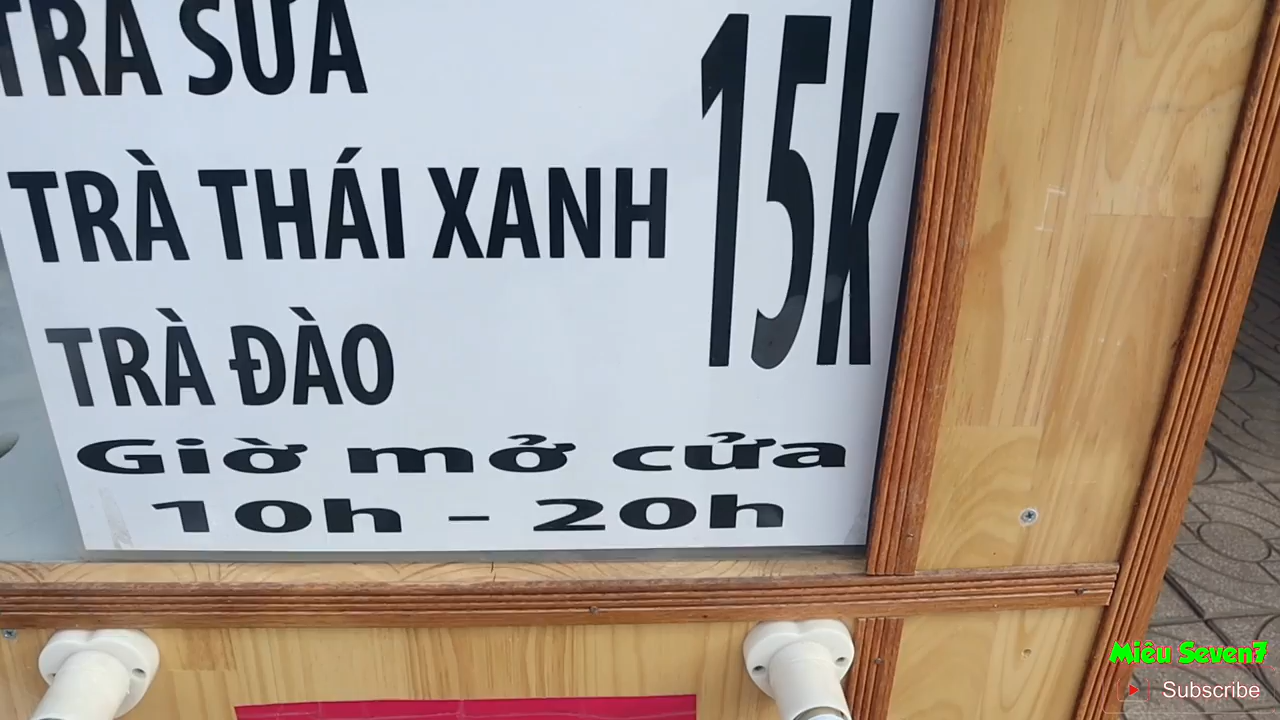 TRÀ SỮA
TRÀ THÁI XANH
15k
TRÀ ĐÀO
Giờ mở cửa
10h - 20h
Miêu Seven7
Subscribe